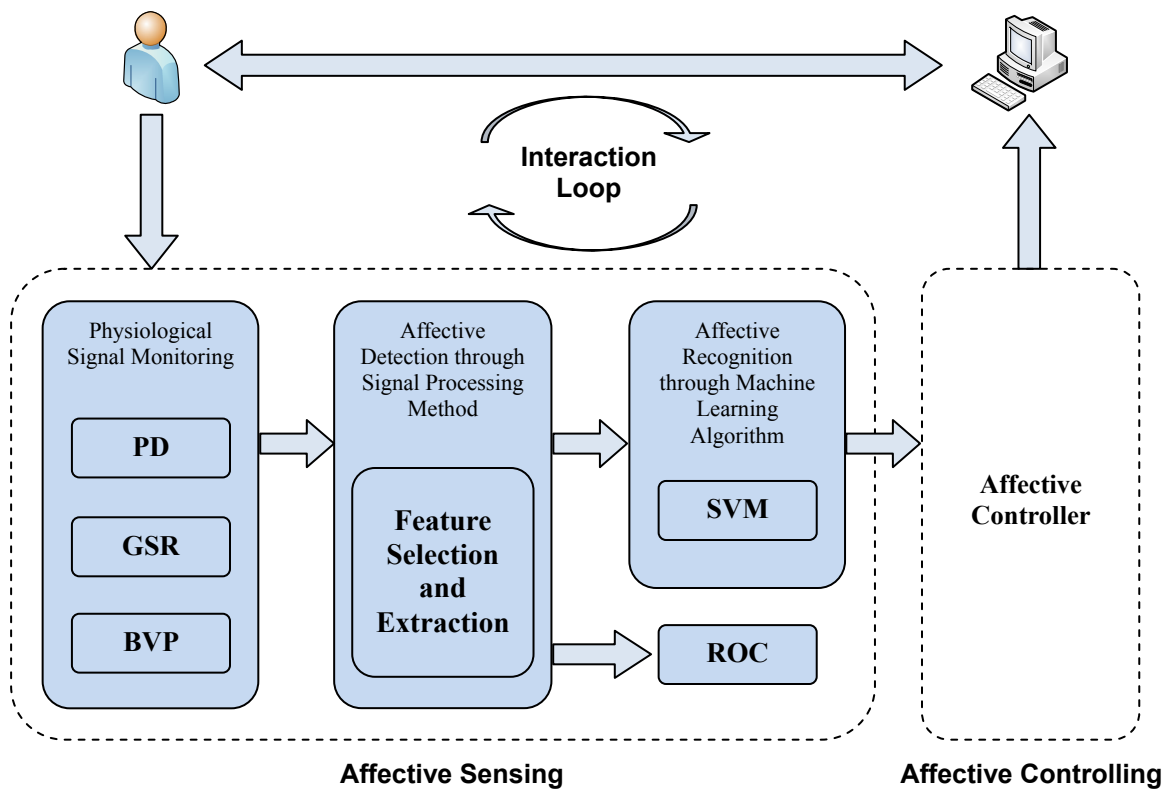 Interaction
Loop
Physiological
Signal Monitoring
PD
GSR
BVP
Affective
Detection through
Signal Processing
Method
Feature
Selection
and
Extraction
Affective
Recognition
through Machine
Learning
Algorithm
SVM
ROC
Affective
Controller
Affective Sensing
Affective Controlling